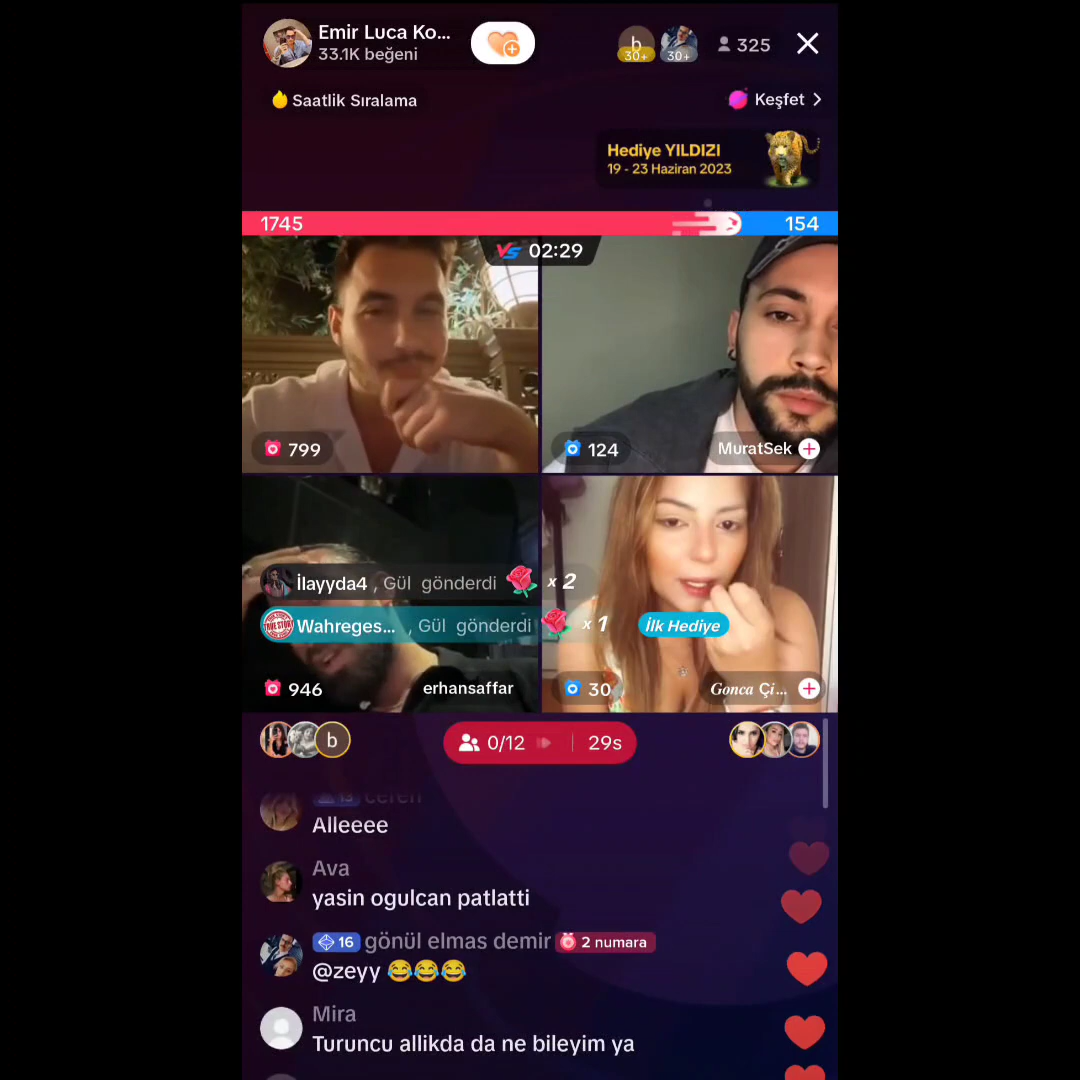 Emir Luca Ko...
33.1K beğeni
b
30+
30+
325
Saatlik Sıralama
Keşfet
Hediye YILDIZI
19 - 23 Haziran 2023
1745
154
VS 02:29
799
124
MuratSek
İlayyda4 , Gül gönderdi x 2
Wahreges... , Gül gönderdi x 1
İlk Hediye
946
erhansaffar
30
Gonca Çi...
b
0/12
29s
13 ceren
Alleeee
Ava
yasin ogulcan patlatti
16 gönül elmas demir 2 numara
@zeyy 😂😂😂
Mira
Turuncu allikda da ne bileyim ya